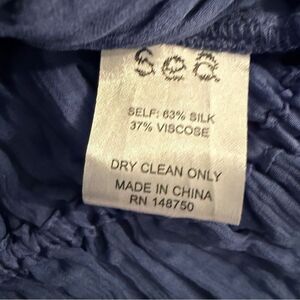 Sea
SELF: 63% SILK
37% VISCOSE
DRY CLEAN ONLY
MADE IN CHINA
RN 148750